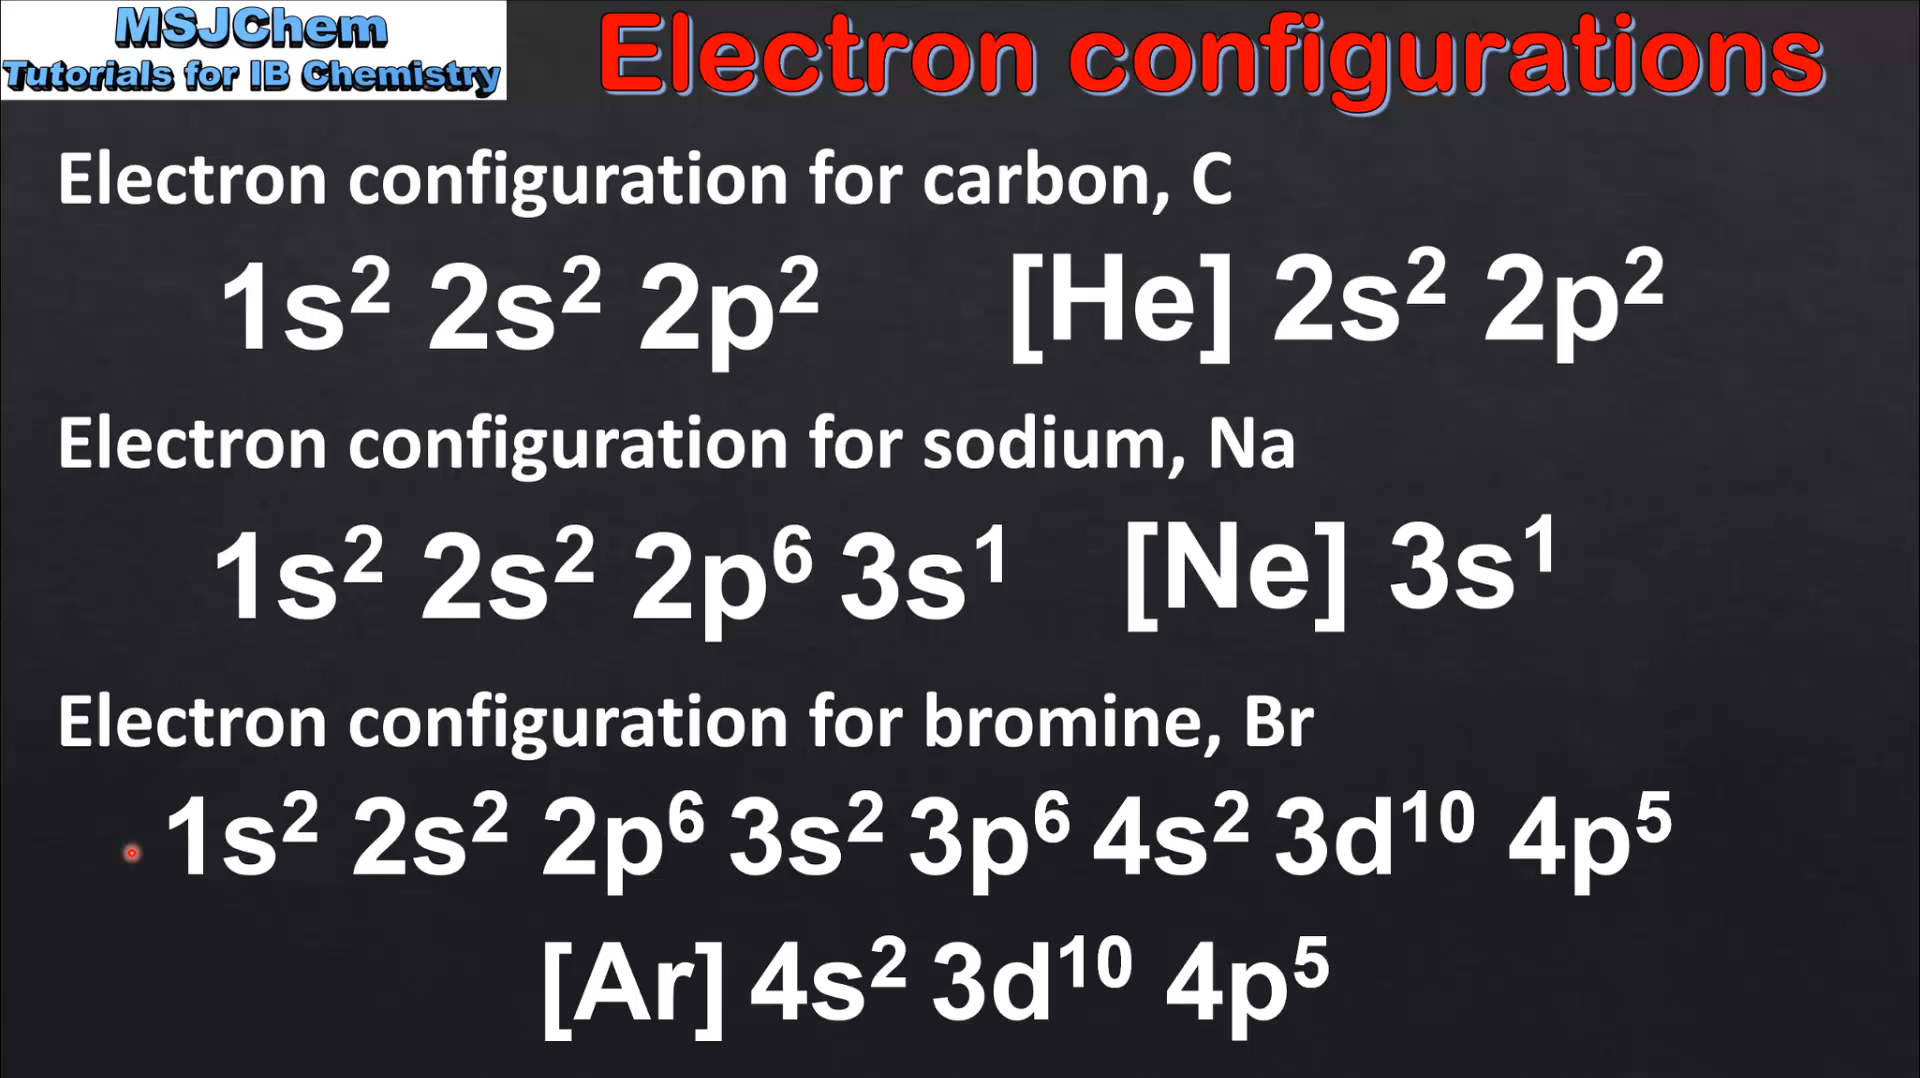 MSJChem
Tutorials for IB Chemistry
Electron configurations
Electron configuration for carbon, C
1s² 2s² 2p² [He] 2s² 2p²
Electron configuration for sodium, Na
1s² 2s² 2p⁶ 3s¹ [Ne] 3s¹
Electron configuration for bromine, Br
1s² 2s² 2p⁶ 3s² 3p⁶ 4s² 3d¹⁰ 4p⁵
[Ar] 4s² 3d¹⁰ 4p⁵